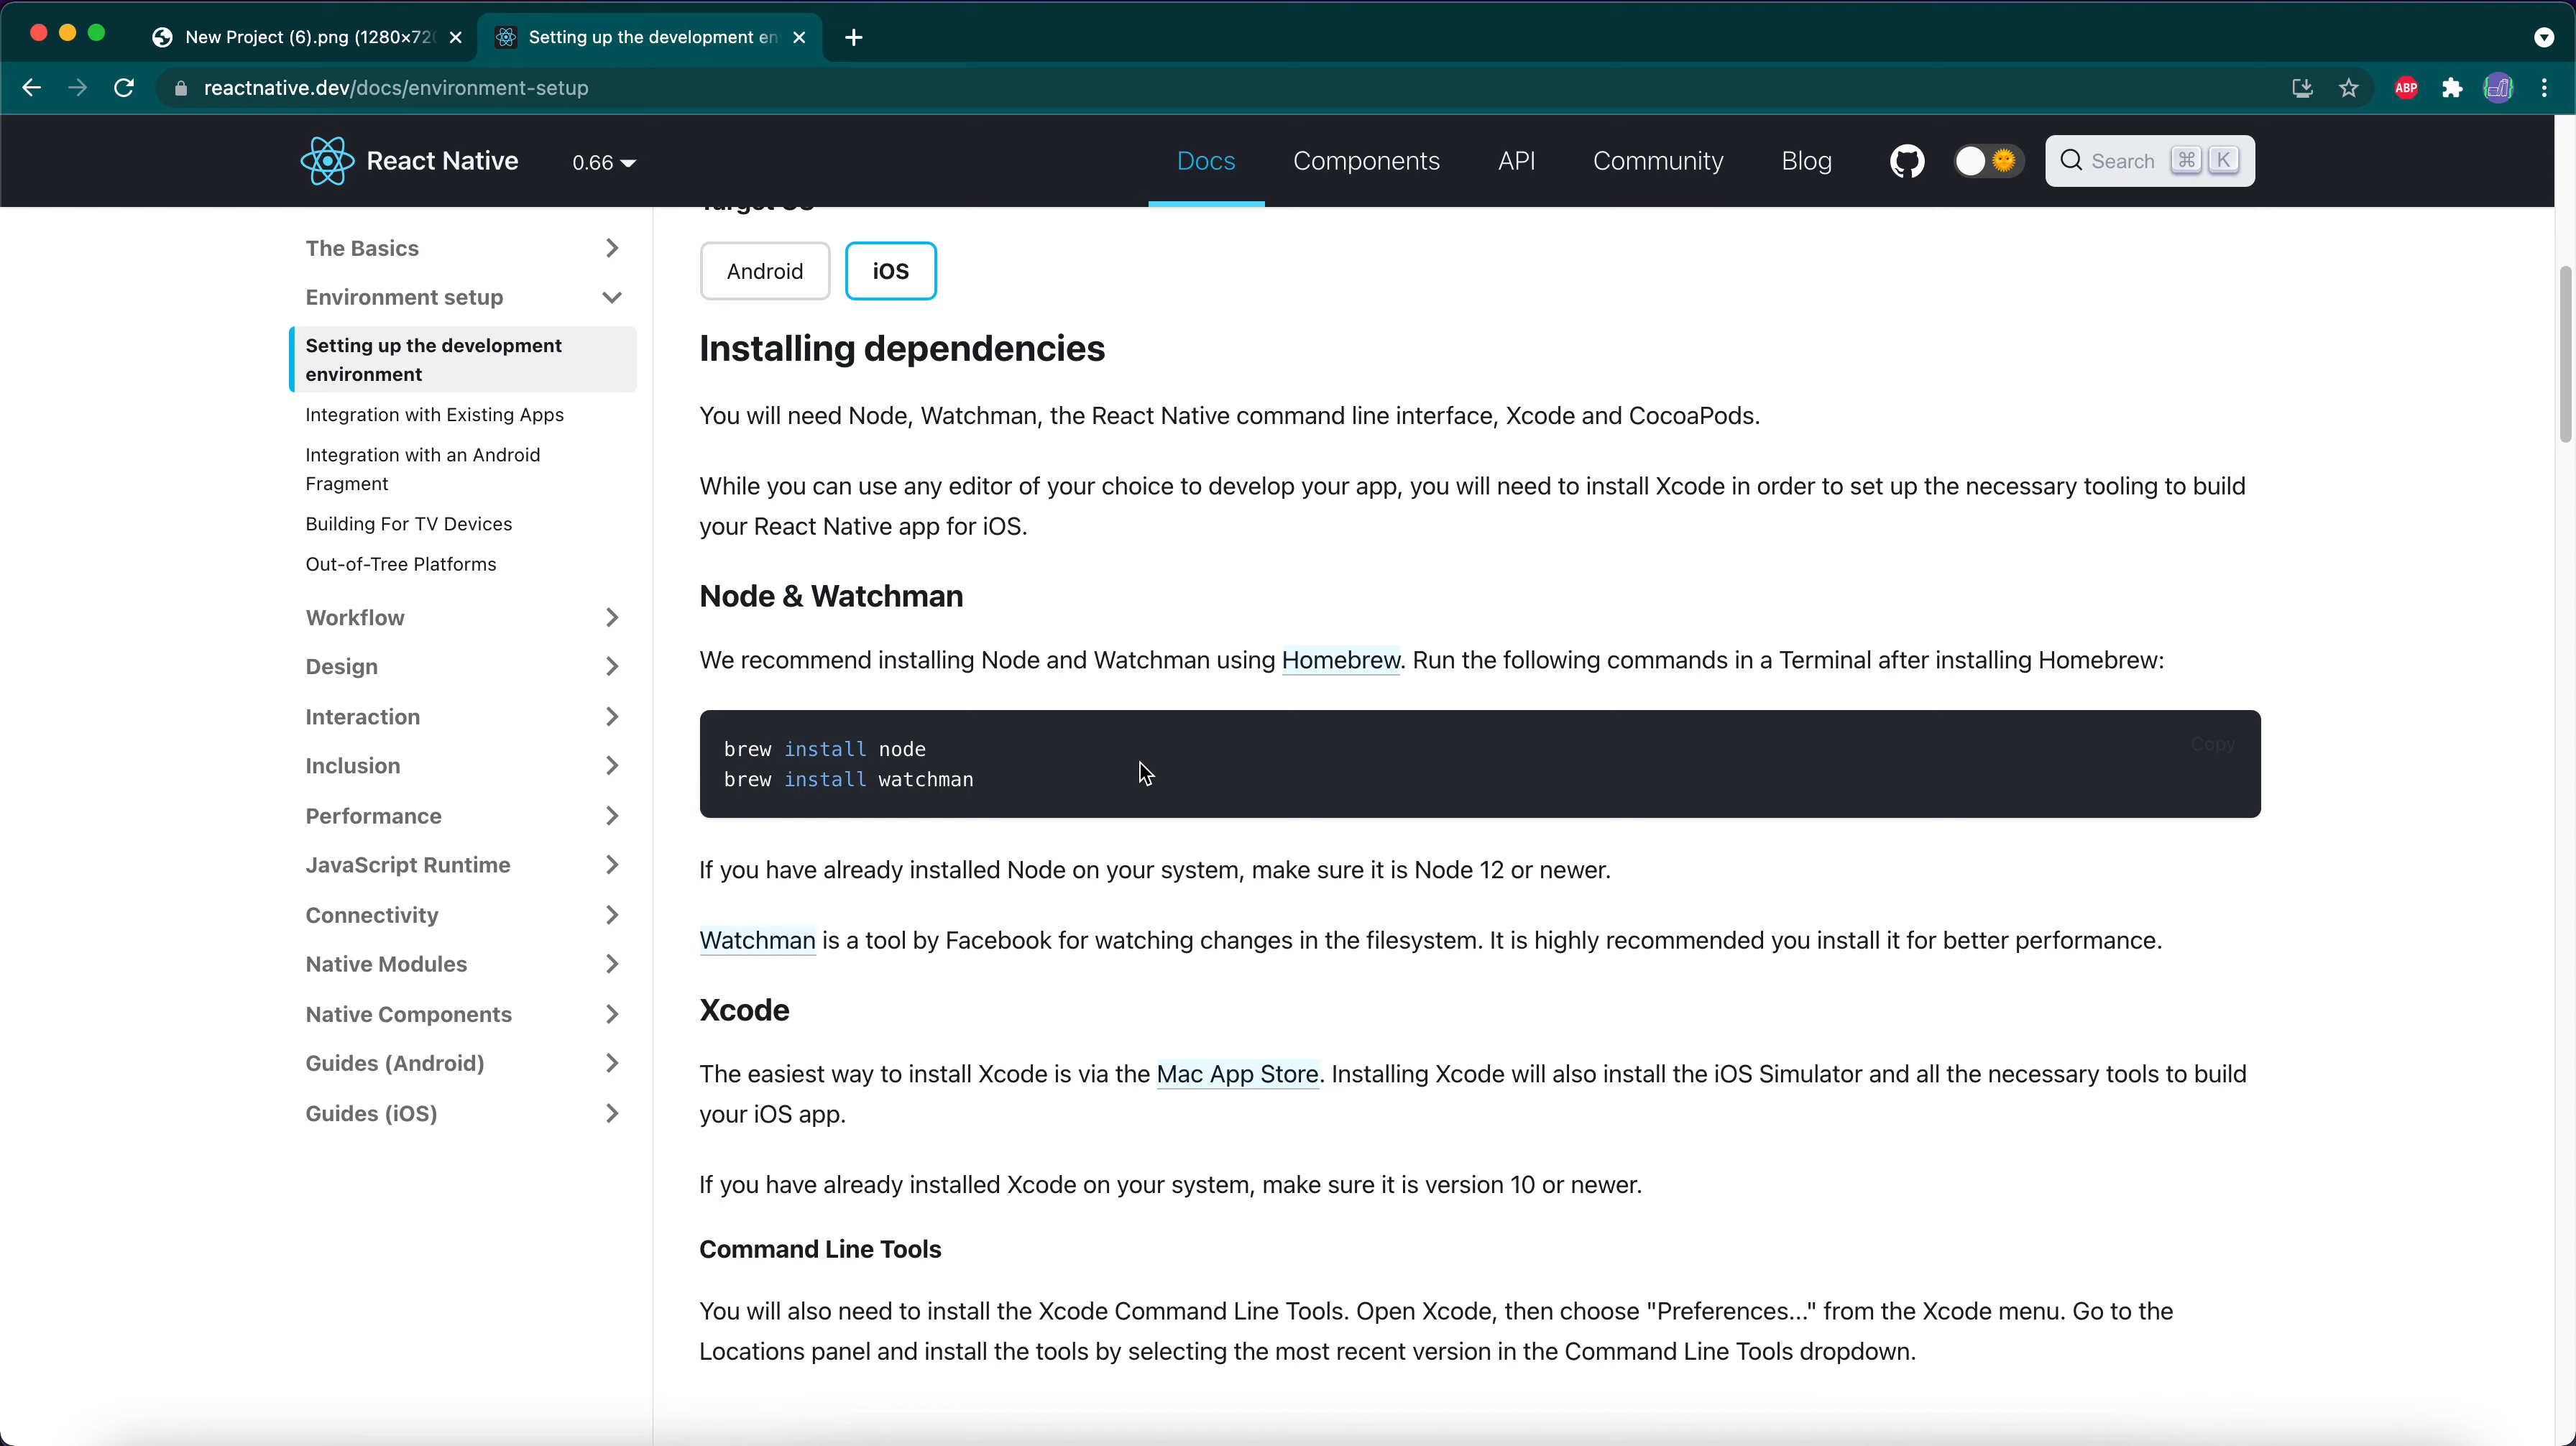 New Project (6).png (1280×720
Setting up the development en
reactnative.dev/docs/environment-setup
ABP
React Native
0.66
Docs
Components
API
Community
Blog
Search
⌘
K
Target OS
The Basics
Environment setup
Setting up the development
environment
Integration with Existing Apps
Integration with an Android
Fragment
Building For TV Devices
Out-of-Tree Platforms
Workflow
Design
Interaction
Inclusion
Performance
JavaScript Runtime
Connectivity
Native Modules
Native Components
Guides (Android)
Guides (iOS)
Android
iOS
Installing dependencies
You will need Node, Watchman, the React Native command line interface, Xcode and CocoaPods.
While you can use any editor of your choice to develop your app, you will need to install Xcode in order to set up the necessary tooling to build
your React Native app for iOS.
Node & Watchman
We recommend installing Node and Watchman using Homebrew. Run the following commands in a Terminal after installing Homebrew:
brew install node
brew install watchman
Copy
If you have already installed Node on your system, make sure it is Node 12 or newer.
Watchman is a tool by Facebook for watching changes in the filesystem. It is highly recommended you install it for better performance.
Xcode
The easiest way to install Xcode is via the Mac App Store. Installing Xcode will also install the iOS Simulator and all the necessary tools to build
your iOS app.
If you have already installed Xcode on your system, make sure it is version 10 or newer.
Command Line Tools
You will also need to install the Xcode Command Line Tools. Open Xcode, then choose "Preferences..." from the Xcode menu. Go to the
Locations panel and install the tools by selecting the most recent version in the Command Line Tools dropdown.